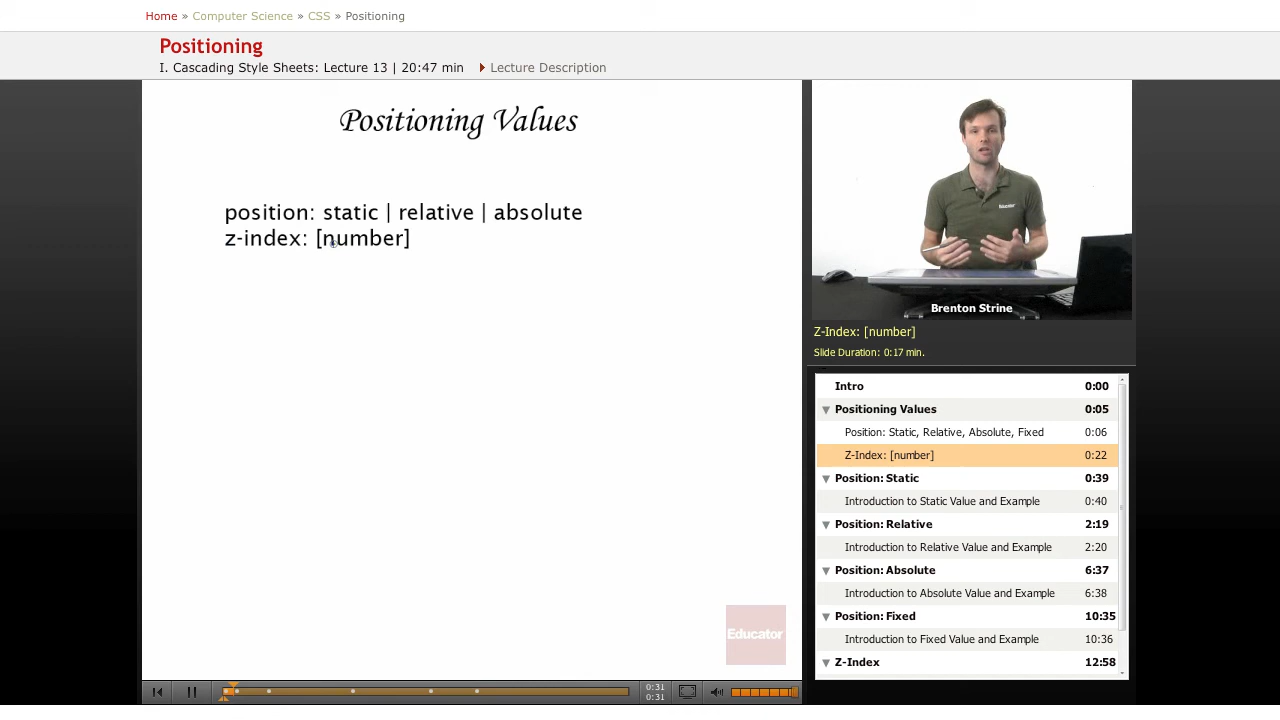 Home » Computer Science » CSS » Positioning
Positioning
I. Cascading Style Sheets: Lecture 13 | 20:47 min Lecture Description
Positioning Values
position: static | relative | absolute
z-index: [number]
Educator
Brenton Strine
Z-Index: [number]
Slide Duration: 0:17 min.
Intro 0:00
Positioning Values 0:05
Position: Static, Relative, Absolute, Fixed 0:06
Z-Index: [number] 0:22
Position: Static 0:39
Introduction to Static Value and Example 0:40
Position: Relative 2:19
Introduction to Relative Value and Example 2:20
Position: Absolute 6:37
Introduction to Absolute Value and Example 6:38
Position: Fixed 10:35
Introduction to Fixed Value and Example 10:36
Z-Index 12:58
0:31
0:31